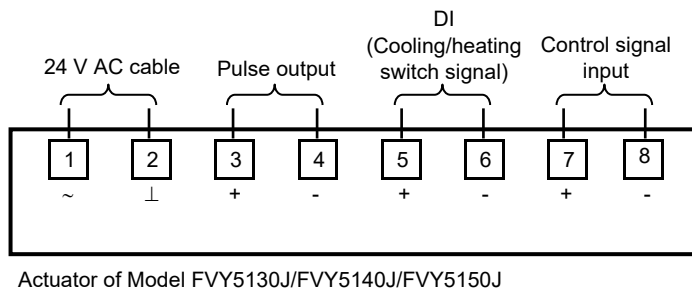 DI
(Cooling/heating
switch signal)
Control signal
input
24 V AC cable
Pulse output
1 2 3 4 5 6 7 8
~ ⊥ + - + - + -
Actuator of Model FVY5130J/FVY5140J/FVY5150J